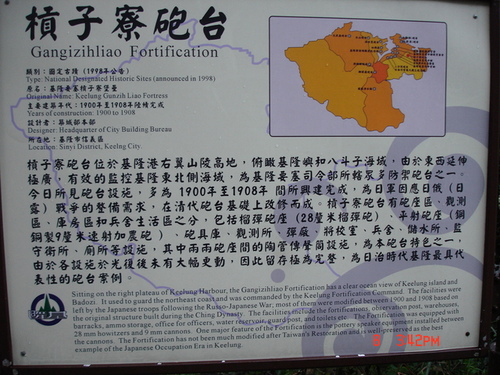 槓子寮砲台
Gangizihliao Fortification
類別：國定古蹟（1998年公告）
Type: National Designated Historic Sites (announced in 1998)
原名：基隆要塞槓子寮堡壘
Original Name: Keelung Gunzih Liao Fortress
主要建築年代：1900年至1908年陸續完成
Years of construction: 1900 to 1908
設計者：築城部本部
Designer: Headquarter of City Building Bureau
所在地：基隆市信義區
Location: Sinyi District, Keelng City.
槓子寮砲台位於基隆港右翼山陵高地，俯瞰基隆嶼和八斗子海域，由於東西延伸
極廣，有效的監控基隆東北側海域，為基隆要塞司令部所轄眾多防禦砲台之一。
今日所見砲台設施，多為1900年至1908年間所興建完成，為日軍因應日俄（日
露）戰爭的整備需求，在清代砲台基礎上改修而成。槓子寮砲台有砲座區、觀測
區、庫房區和兵舍生活區之分，包括榴彈砲座（28釐米榴彈砲）、平射砲座（鋼
銅製9釐米速射加農砲）、砲具庫、觀測所、彈廠、將校室、兵舍、儲水所、監
守衛所、廁所等設施，其中兩兩砲座間的陶管傳聲筒設施，為本砲台特色之一，
由於各設施於光復後未有大幅更動，因此留存極為完整，為日治時代基隆最具代
表性的砲台案例。
Sitting on the right plateau of Keelung Harbour, the Gangizihliao Fortification has a clear ocean view of Keelung island and
Badozi. It used to guard the northeast coast and was commanded by the Keelung Fortification Command. The facilities were
left by the Japanese troops following the Ruso-Japanese War; most of them were modified between 1900 and 1908 based on
the original structure built during the Ching Dynasty. The facilities include the fortifications, observation post, warehouses,
barracks, ammo storage, office for officers, water reservoir, guard post, and toilets etc. The Fortification was equipped with
28 mm howitzers and 9 mm cannons. One major feature of the Fortification is the pottery speaker equipment installed between
the cannons. The Fortification has not been much modified after Taiwan's Restoration and is well-preserved as the best
example of the Japanese Occupation Era in Keelung.
3:42PM